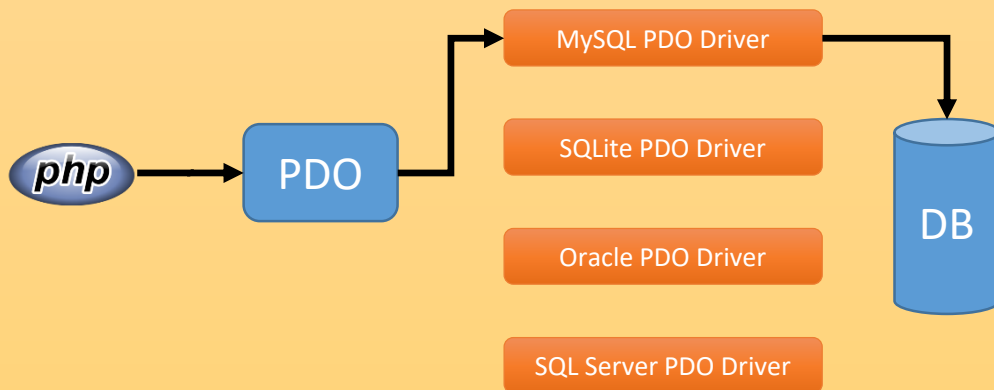 php
PDO
MySQL PDO Driver
SQLite PDO Driver
Oracle PDO Driver
SQL Server PDO Driver
DB